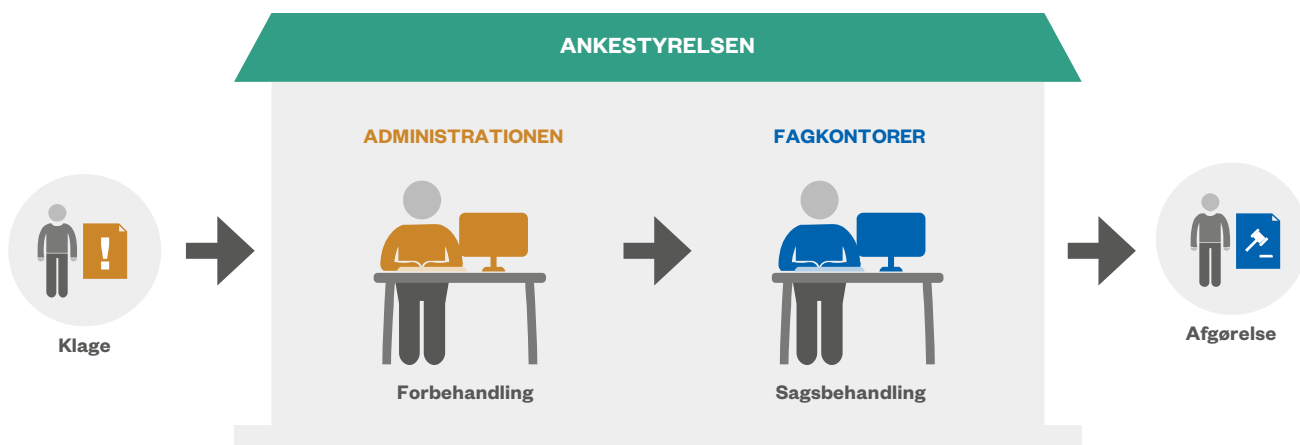 ANKESTYRELSEN
ADMINISTRATIONEN
FAGKONTORER
!
Klage
Afgørelse
Forbehandling
Sagsbehandling